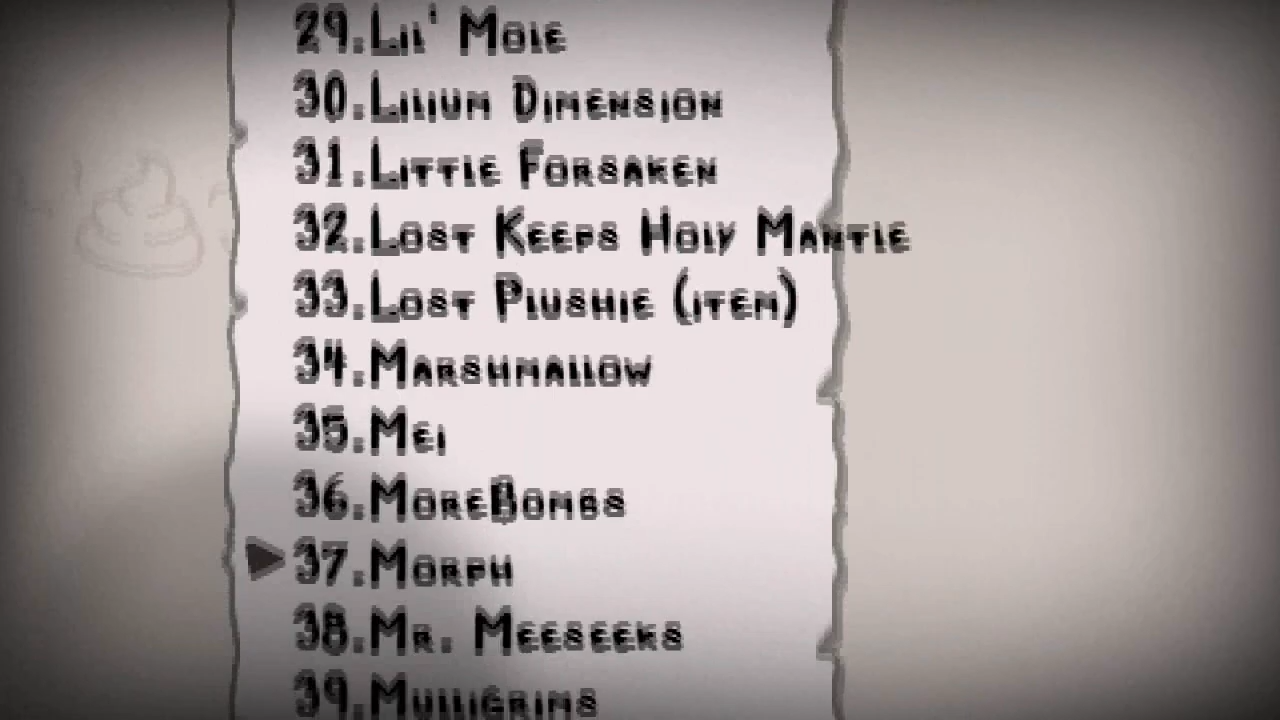 29.Lil' Mole
30.Lilium Dimension
31.Little Forsaken
32.Lost Keeps Holy Mantle
33.Lost Plushie (item)
34.Marshmallow
35.Mei
36.MoreBombs
37.Morph
38.Mr. Meeseeks
39.Mulligrims